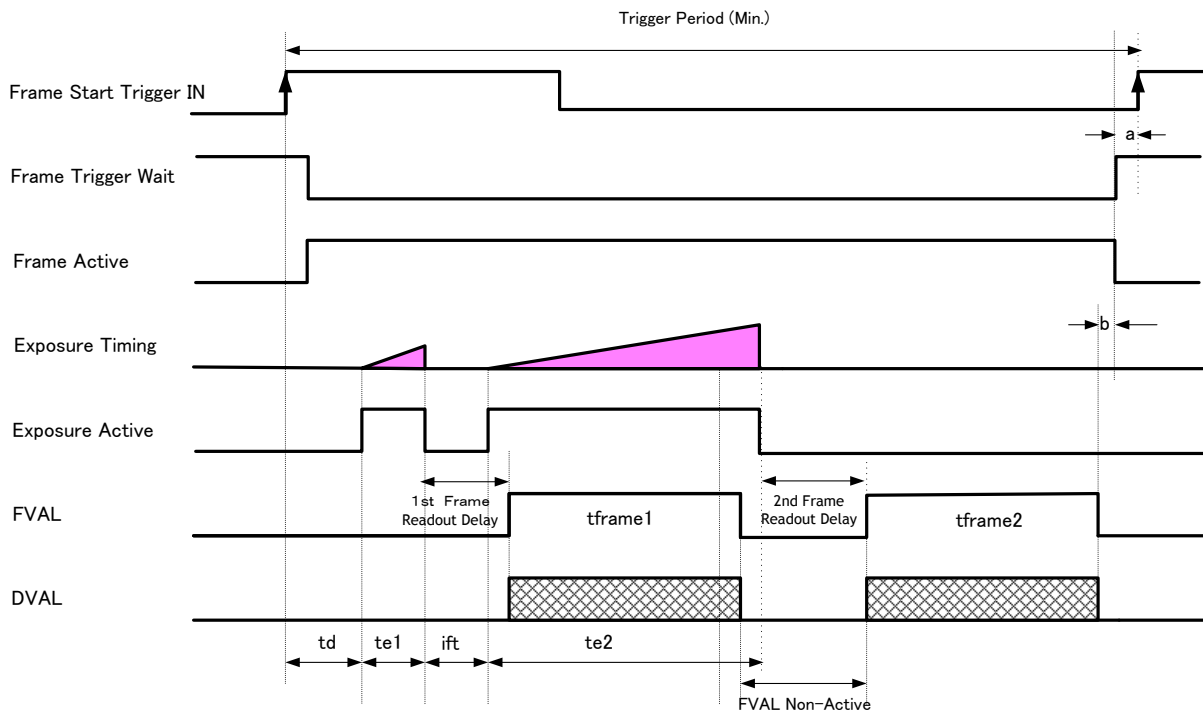 Trigger Period (Min.)
Frame Start Trigger IN
a
Frame Trigger Wait
Frame Active
b
Exposure Timing
Exposure Active
1st Frame
Readout Delay
2nd Frame
Readout Delay
FVAL
tframe1
tframe2
DVAL
td
te1
ift
te2
FVAL Non-Active